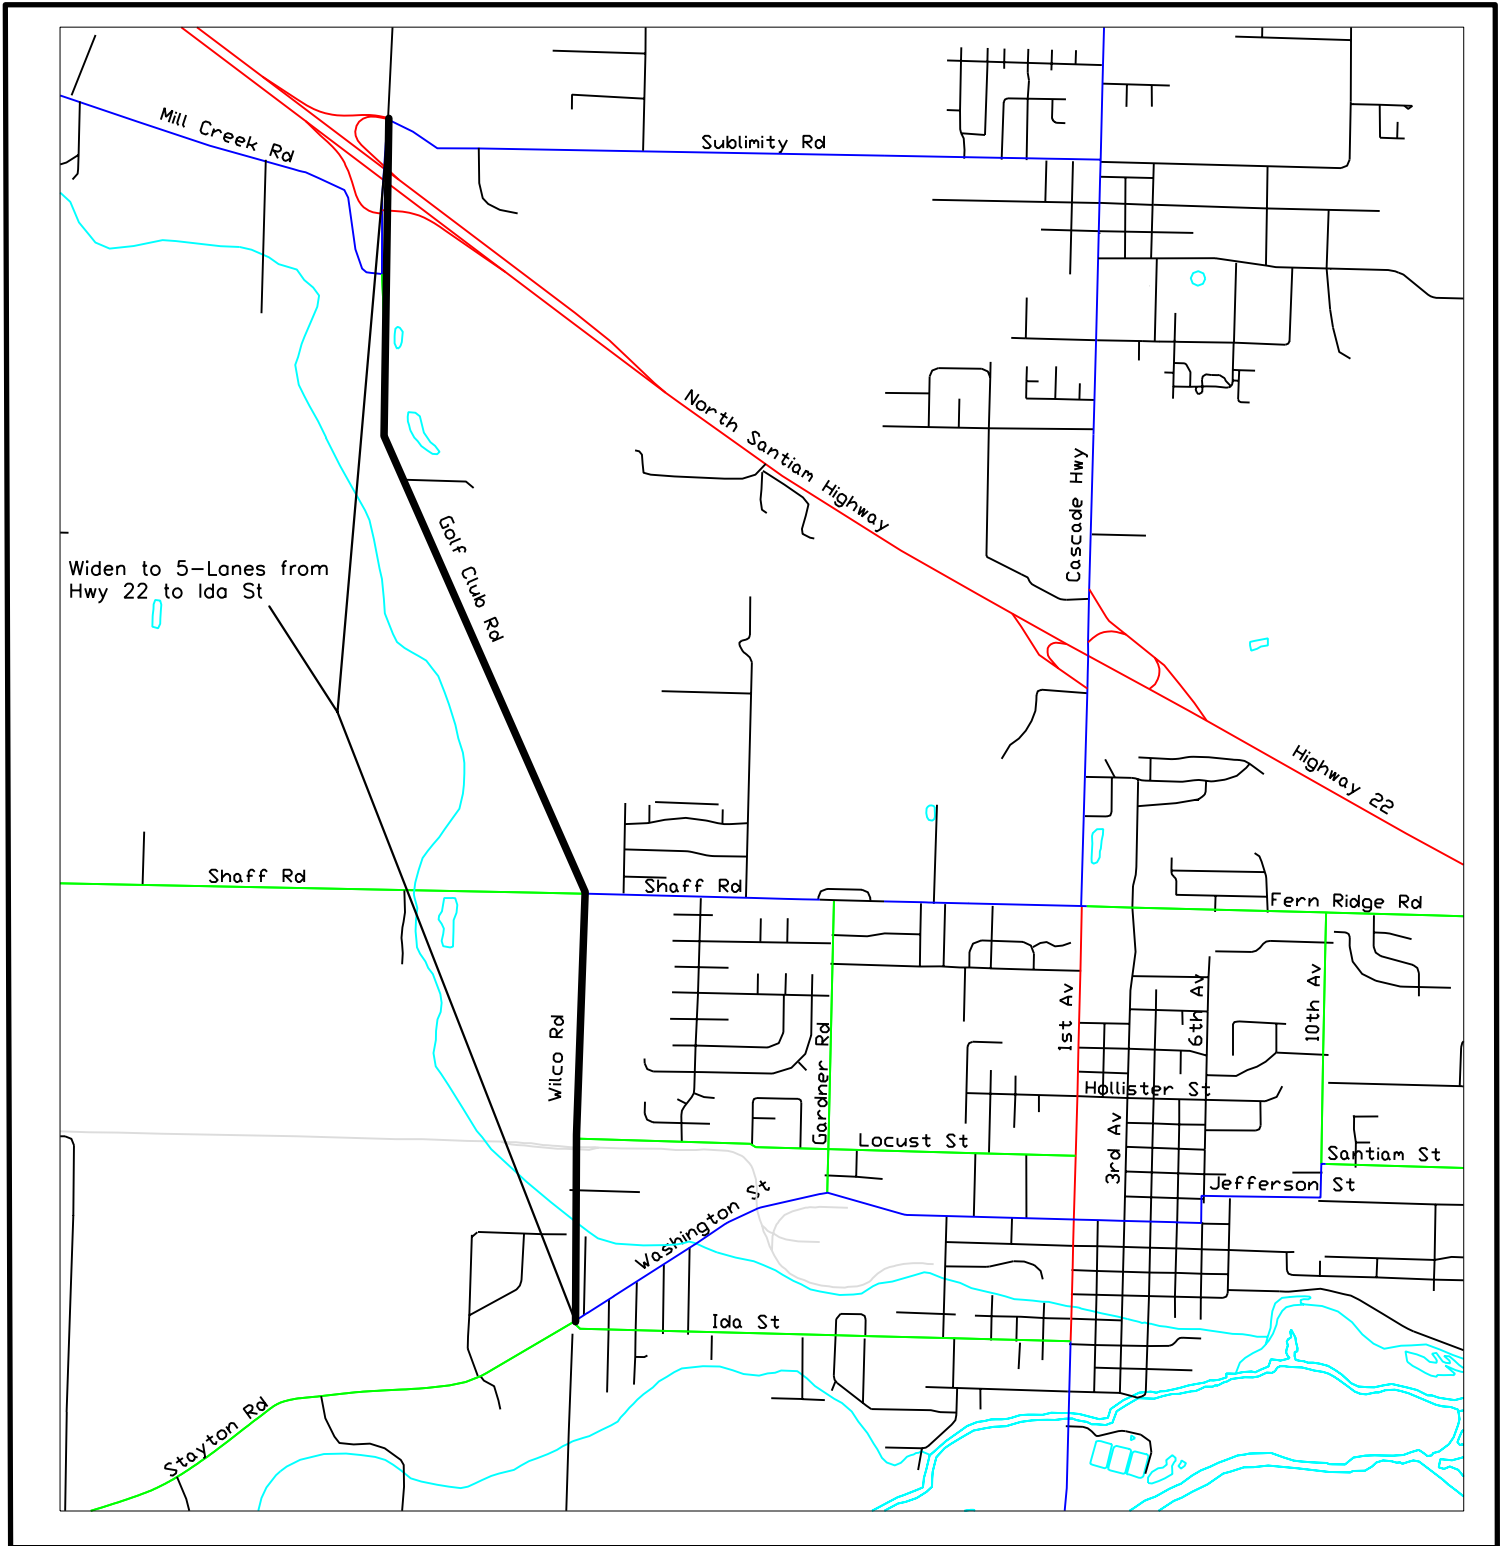 Mill Creek Rd
Sublimity Rd
North Santiam Highway
Cascade Hwy
Golf Club Rd
Widen to 5-Lanes from
Hwy 22 to Ida St
Highway 22
Shaff Rd
Shaff Rd
Fern Ridge Rd
Wilco Rd
Gardner Rd
1st Av
6th Av
10th Av
Hollister St
3rd Av
Locust St
Santiam St
Jefferson St
Washington St
Ida St
Stayton Rd